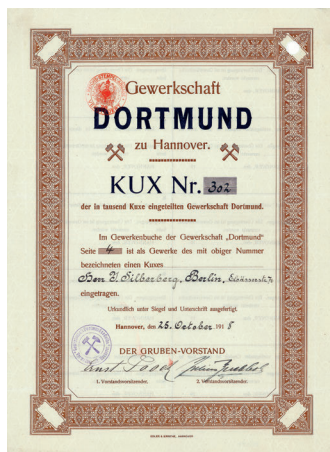 Gewerkschaft
DORTMUND
zu Hannover.
KUX Nr. 302
der in tausend Kuxe eingeteilten Gewerkschaft Dortmund.
Im Gewerkenbuche der Gewerkschaft „Dortmund“
Seite 4 ist als Gewerke des mit obiger Nummer
bezeichneten einen Kuxes
Herr J. Silberberg, Berlin,
eingetragen.
Urkundlich unter Siegel und Unterschrift ausgefertigt.
Hannover, den 25. October 1918
DER GRUBEN-VORSTAND
Ernst
1. Vorstandsvorsitzender. 2. Vorstandsvorsitzender.